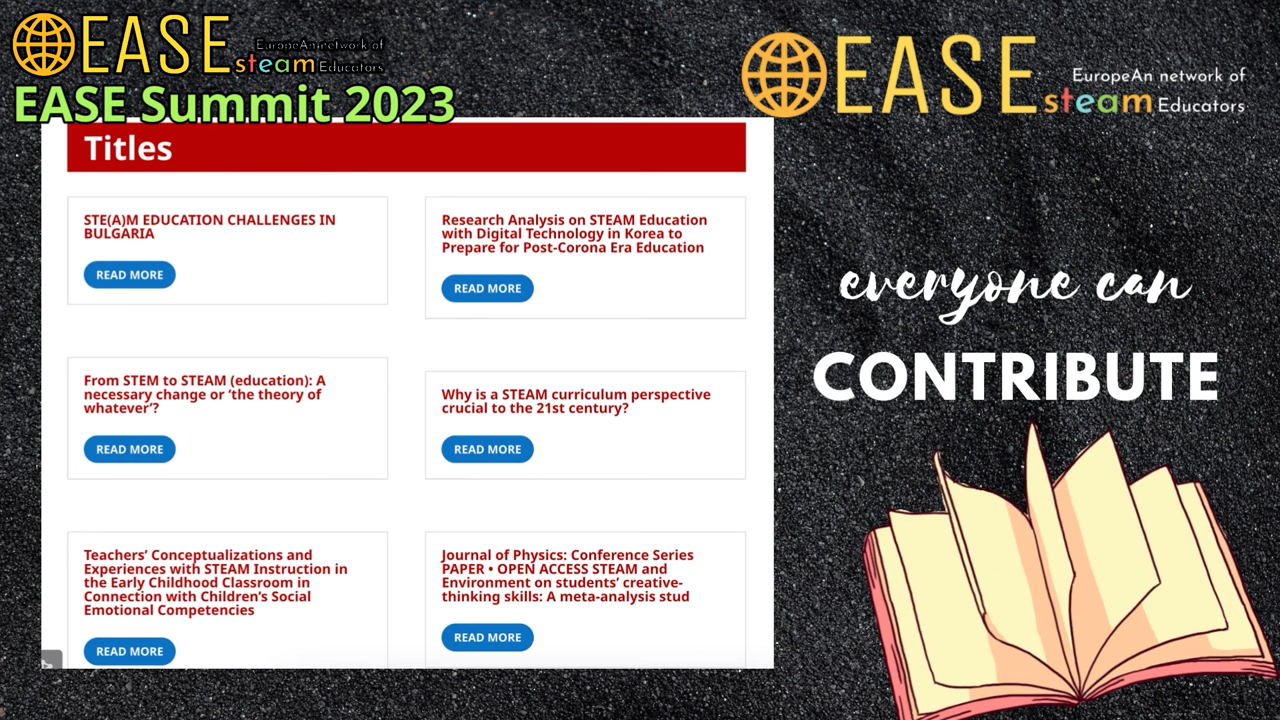 EASE
EuropeAn network of
steam Educators
EASE Summit 2023
EASE
EuropeAn network of
steam Educators
Titles
STE(A)M EDUCATION CHALLENGES IN
BULGARIA
READ MORE
Research Analysis on STEAM Education
with Digital Technology in Korea to
Prepare for Post-Corona Era Education
READ MORE
From STEM to STEAM (education): A
necessary change or ‘the theory of
whatever’?
READ MORE
Why is a STEAM curriculum perspective
crucial to the 21st century?
READ MORE
Teachers’ Conceptualizations and
Experiences with STEAM Instruction in
the Early Childhood Classroom in
Connection with Children’s Social
Emotional Competencies
READ MORE
Journal of Physics: Conference Series
PAPER • OPEN ACCESS STEAM and
Environment on students’ creative-
thinking skills: A meta-analysis stud
READ MORE
everyone can
CONTRIBUTE